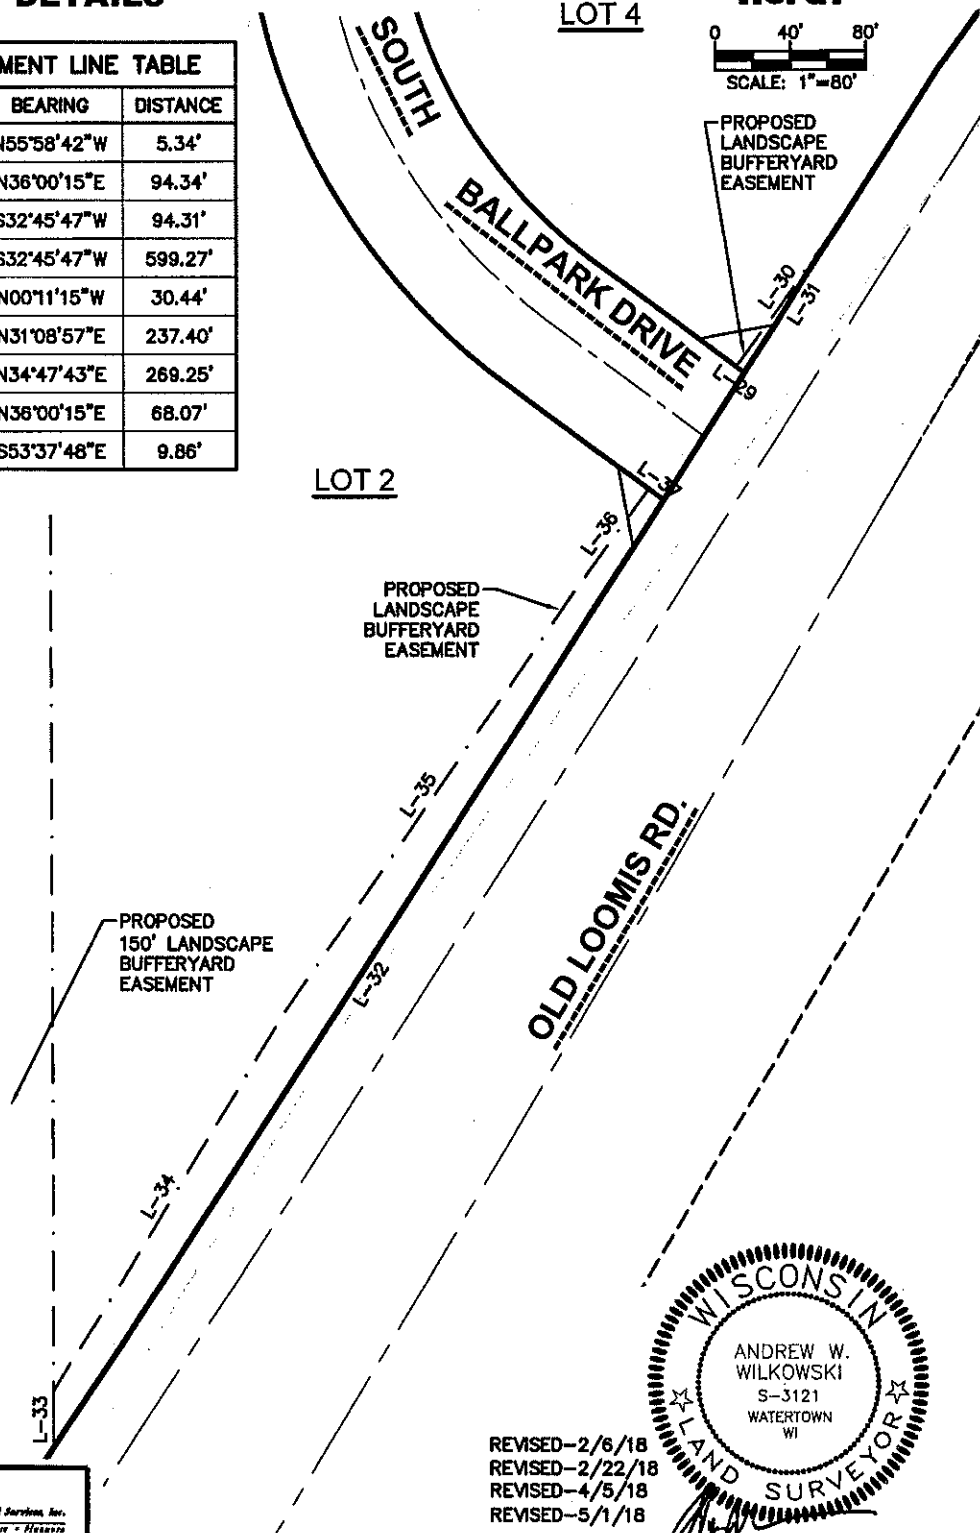 DETAILS
LOT 4
0 40' 80'
SCALE: 1"=80'
MENT LINE TABLE
BEARING DISTANCE
N55°58'42"W 5.34'
N36°00'15"E 94.34'
S32°45'47"W 94.31'
S32°45'47"W 599.27'
N00°11'15"W 30.44'
N31°08'57"E 237.40'
N34°47'43"E 269.25'
N36°00'15"E 68.07'
S53°37'48"E 9.86'
SOUTH
BALLPARK DRIVE
PROPOSED
LANDSCAPE
BUFFERYARD
EASEMENT
L-30
L-31
L-29
LOT 2
L-37
L-36
PROPOSED
LANDSCAPE
BUFFERYARD
EASEMENT
L-35
OLD LOOMIS RD.
PROPOSED
150' LANDSCAPE
BUFFERYARD
EASEMENT
L-32
L-34
L-33
WISCONSIN
ANDREW W.
WILKOWSKI
S-3121
WATERTOWN
WI
LAND SURVEYOR
REVISED-2/6/18
REVISED-2/22/18
REVISED-4/5/18
REVISED-5/1/18
Services, Inc.